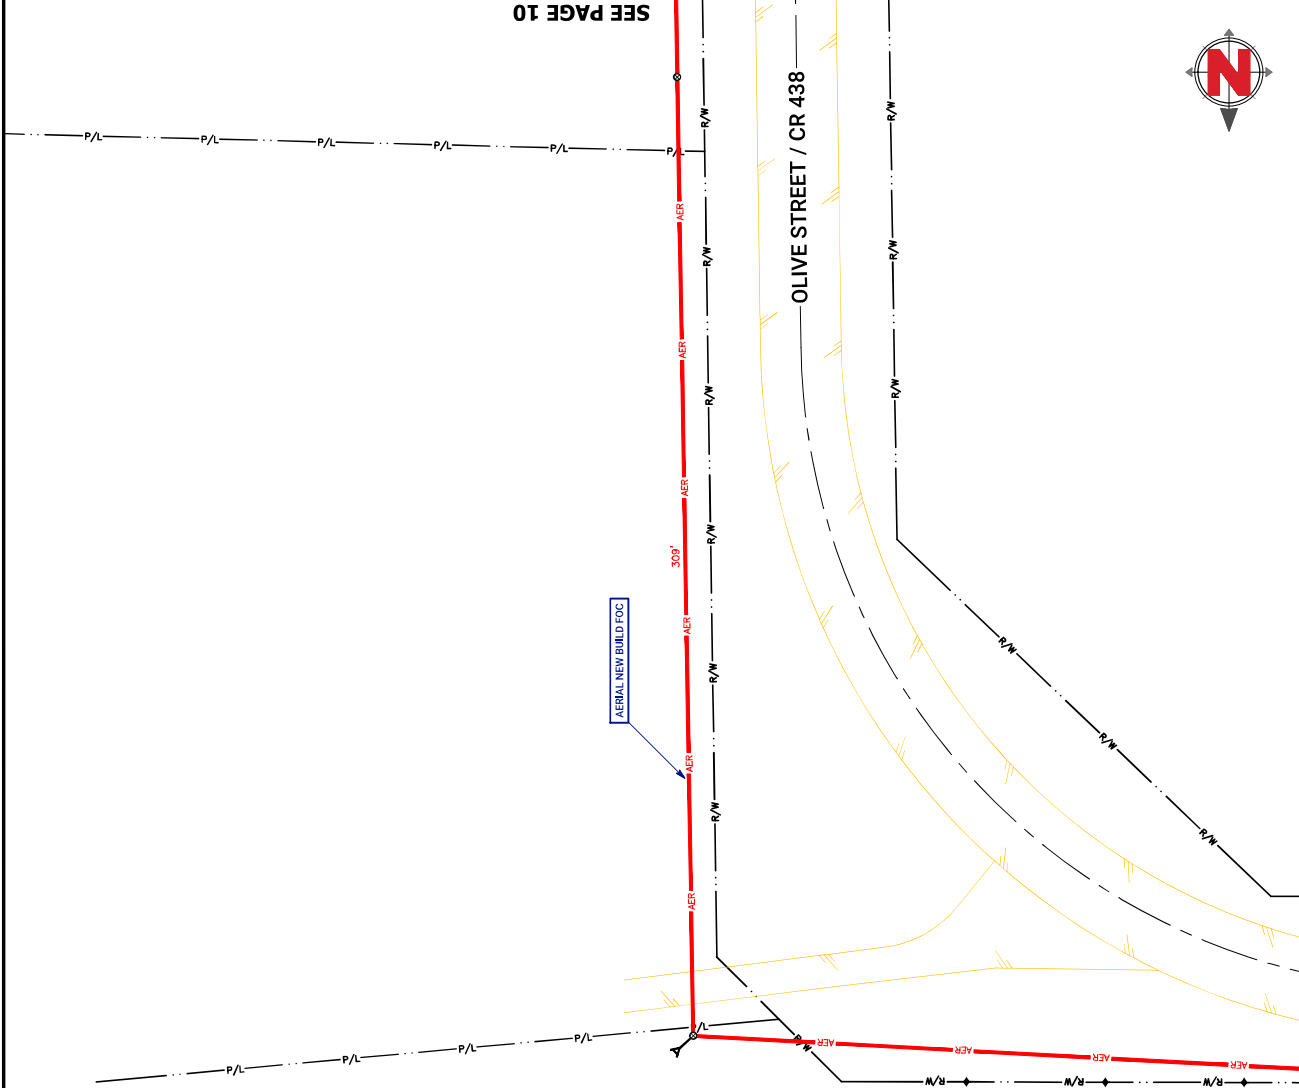 SEE PAGE 10
N
OLIVE STREET / CR 438
R/W
R/W
P/L
P/L
P/L
P/L
P/L
P/L
AER
R/W
R/W
AER
R/W
R/W
AER
R/W
309'
AERIAL NEW BUILD FOC
AER
R/W
R/W
AER
R/W
R/W
R/W
AER
P/L
P/L
P/L
P/L
P/L
R/W
AER
AER
AER
AER
R/W
R/W
R/W